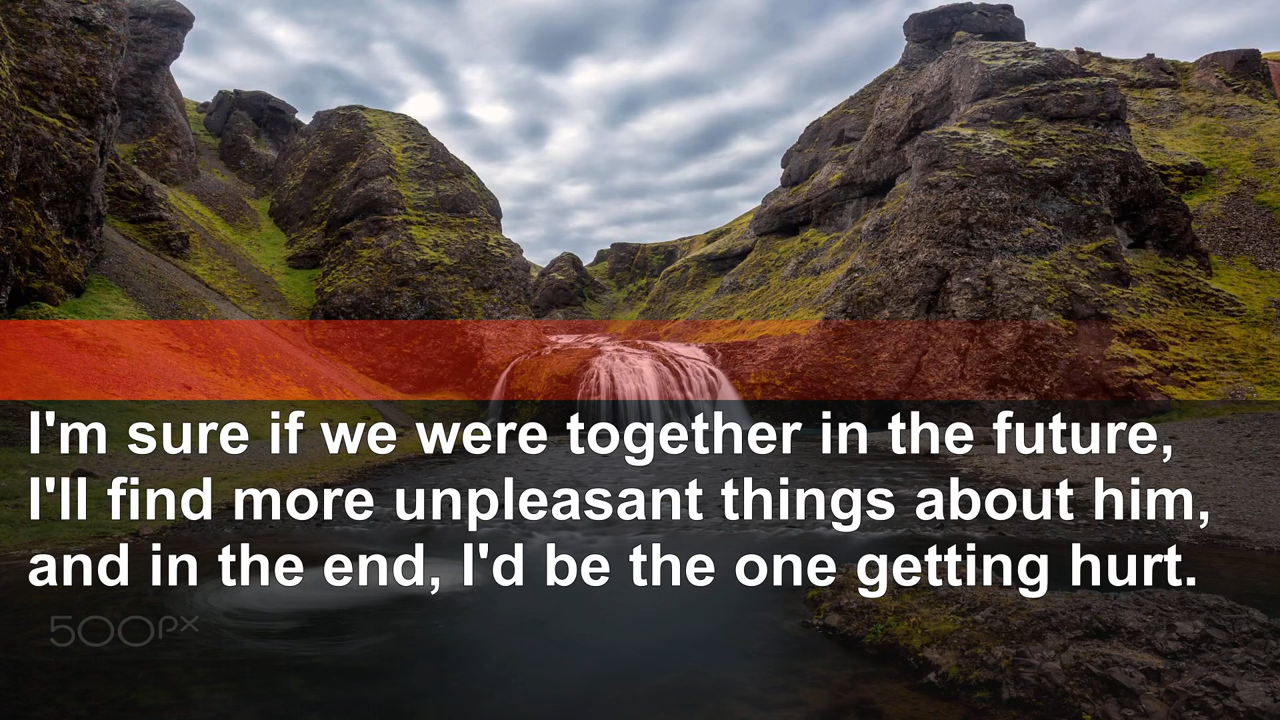 I'm sure if we were together in the future,
I'll find more unpleasant things about him,
and in the end, I'd be the one getting hurt.
500px